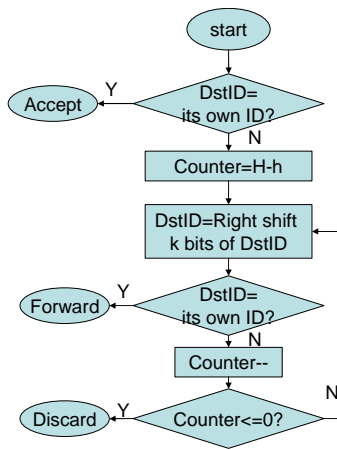 start
Y
DstID=
its own ID?
Accept
N
Counter=H-h
DstID=Right shift
k bits of DstID
Y
DstID=
its own ID?
Forward
N
Counter--
N
Y
Counter<=0?
Discard